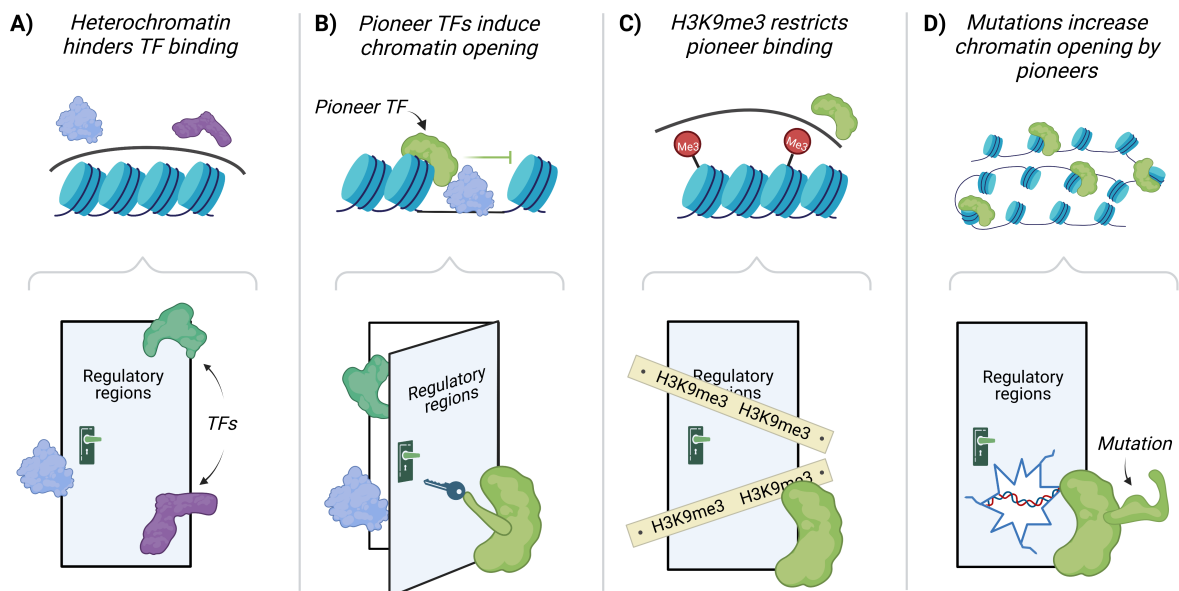 A) Heterochromatin
hinders TF binding
B) Pioneer TFs induce
chromatin opening
Pioneer TF
C) H3K9me3 restricts
pioneer binding
Me3
Me3
D) Mutations increase
chromatin opening by
pioneers
Regulatory
regions
TFs
Regulatory
regions
Regulatory
regions
H3K9me3 H3K9me3
H3K9me3 H3K9me3
Regulatory
regions
Mutation